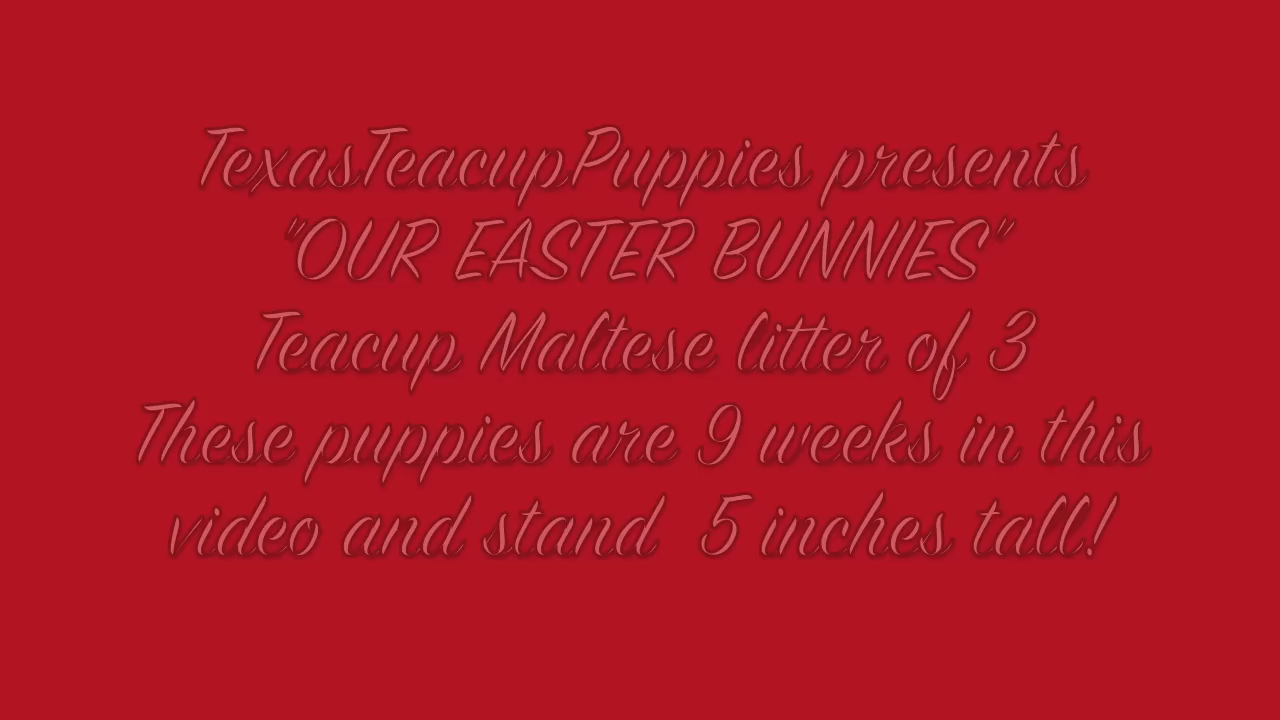 TexasTeacupPuppies presents
"OUR EASTER BUNNIES"
Teacup Maltese litter of 3
These puppies are 9 weeks in this
video and stand  5 inches tall!